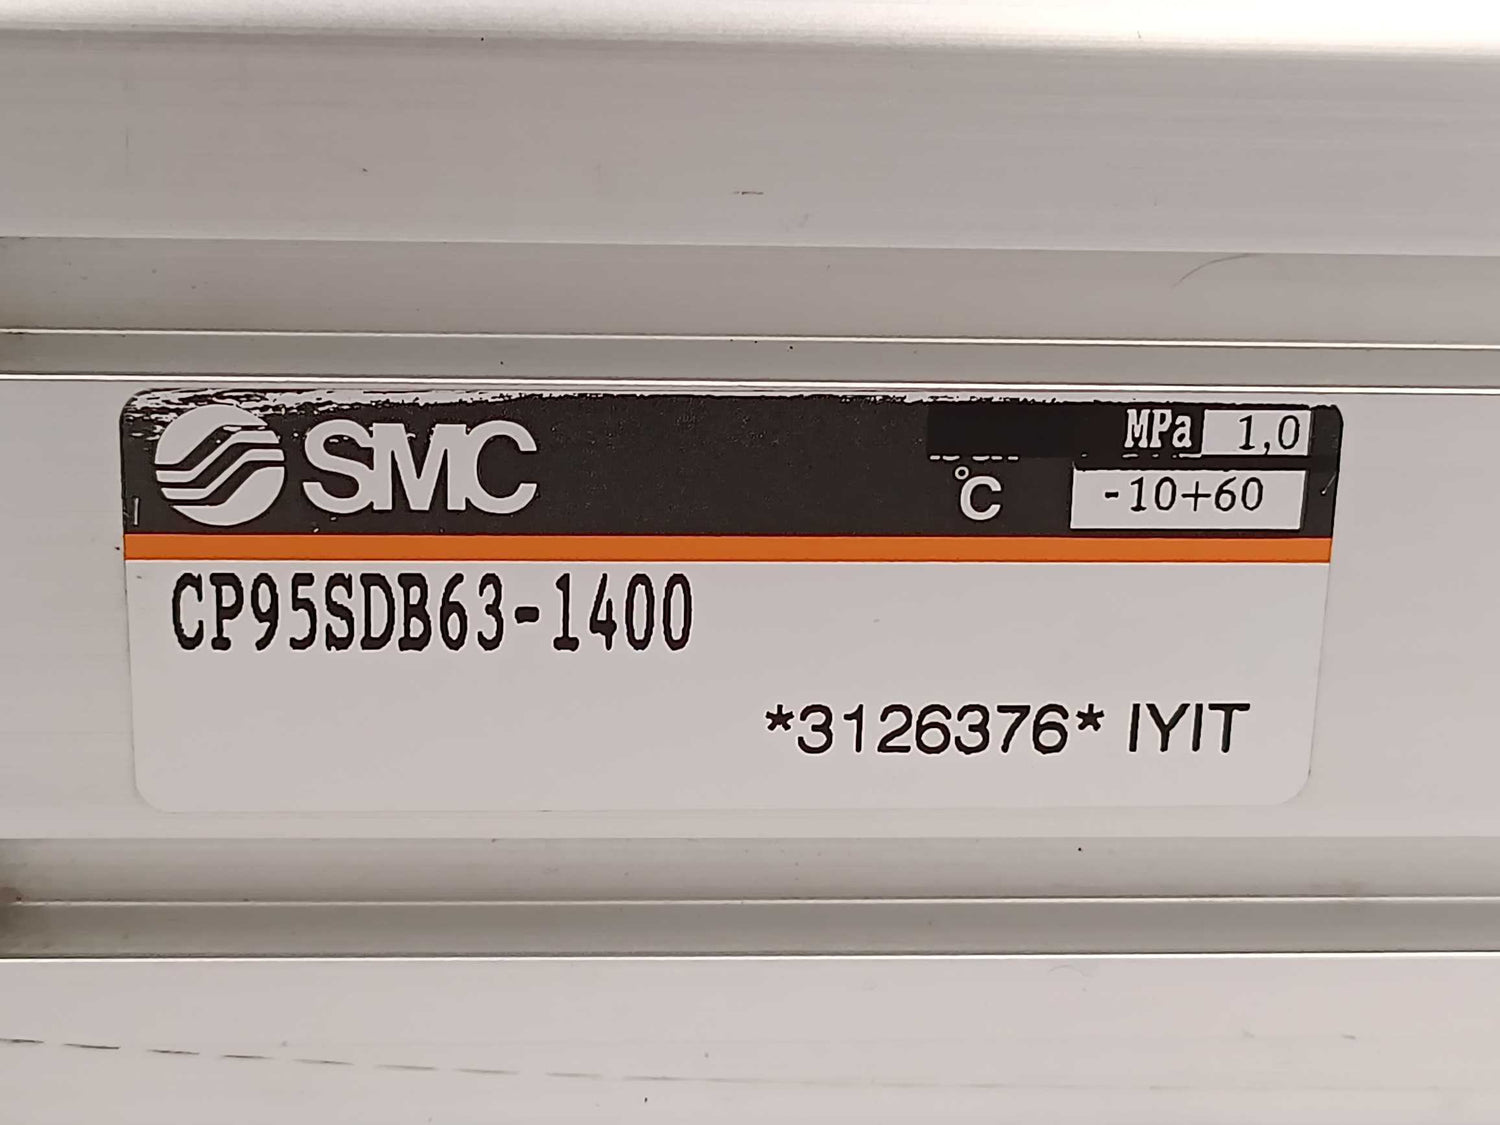 SMC
MPa 1,0
°C -10+60
CP95SDB63-1400
*3126376* IYIT